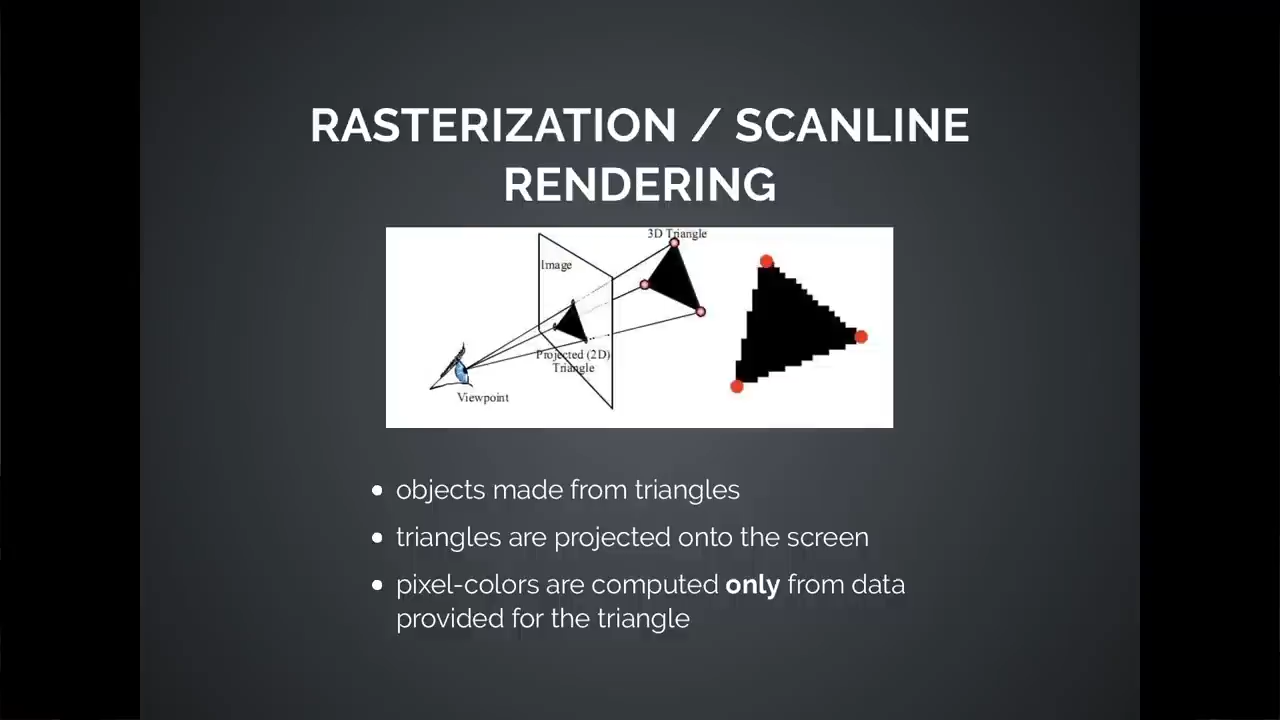 RASTERIZATION / SCANLINE
RENDERING
3D Triangle
Image
Projected (2D)
Triangle
Viewpoint
objects made from triangles
triangles are projected onto the screen
pixel-colors are computed only from data
provided for the triangle